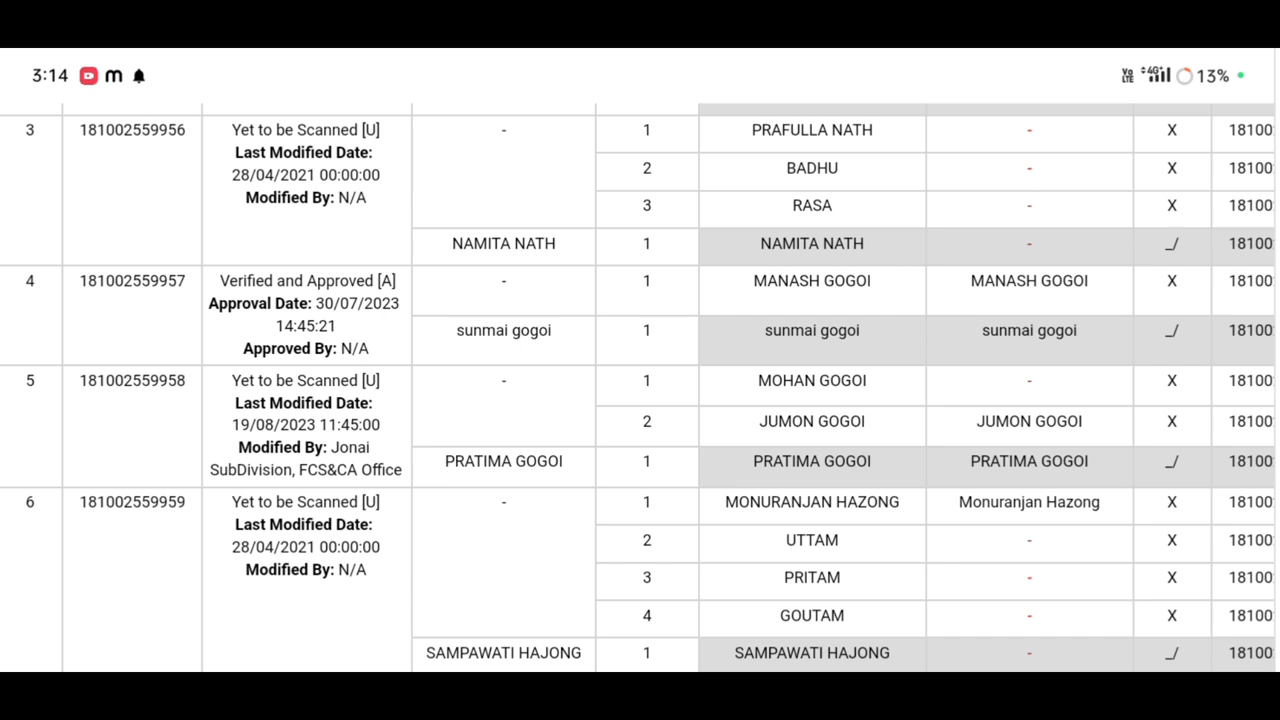 3:14 m Vo LTE 4G 13%
3 181002559956 Yet to be Scanned [U] - 1 PRAFULLA NATH - X 18100
Last Modified Date:
28/04/2021 00:00:00 2 BADHU - X 18100
Modified By: N/A 3 RASA - X 18100
NAMITA NATH 1 NAMITA NATH - _/ 18100
4 181002559957 Verified and Approved [A] - 1 MANASH GOGOI MANASH GOGOI X 18100
Approval Date: 30/07/2023
14:45:21 sunmai gogoi 1 sunmai gogoi sunmai gogoi _/ 18100
Approved By: N/A
5 181002559958 Yet to be Scanned [U] - 1 MOHAN GOGOI - X 18100
Last Modified Date:
19/08/2023 11:45:00 2 JUMON GOGOI JUMON GOGOI X 18100
Modified By: Jonai
SubDivision, FCS&CA Office PRATIMA GOGOI 1 PRATIMA GOGOI PRATIMA GOGOI _/ 18100
6 181002559959 Yet to be Scanned [U] - 1 MONURANJAN HAZONG Monuranjan Hazong X 18100
Last Modified Date:
28/04/2021 00:00:00 2 UTTAM - X 18100
Modified By: N/A 3 PRITAM - X 18100
4 GOUTAM - X 18100
SAMPAWATI HAJONG 1 SAMPAWATI HAJONG - _/ 18100